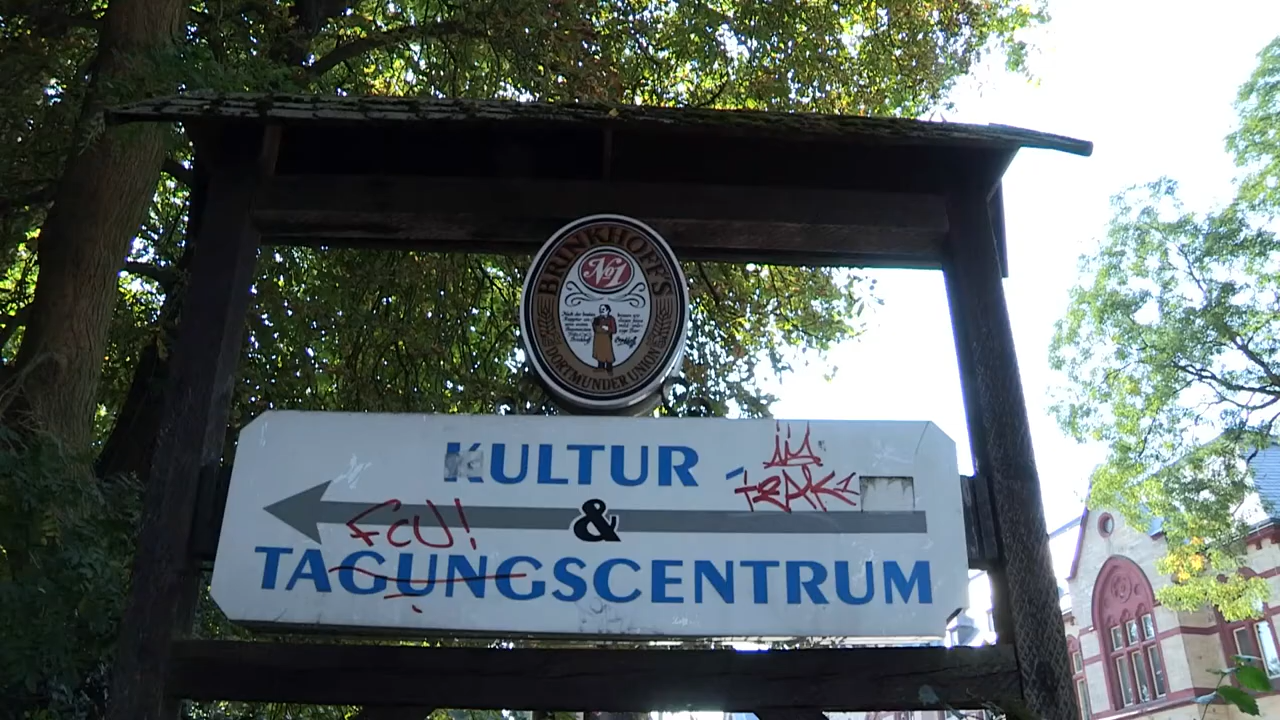 BRINKHOFF'S
No1
DORTMUNDER UNION
KULTUR -
&
FCU!
TAGUNGSCENTRUM